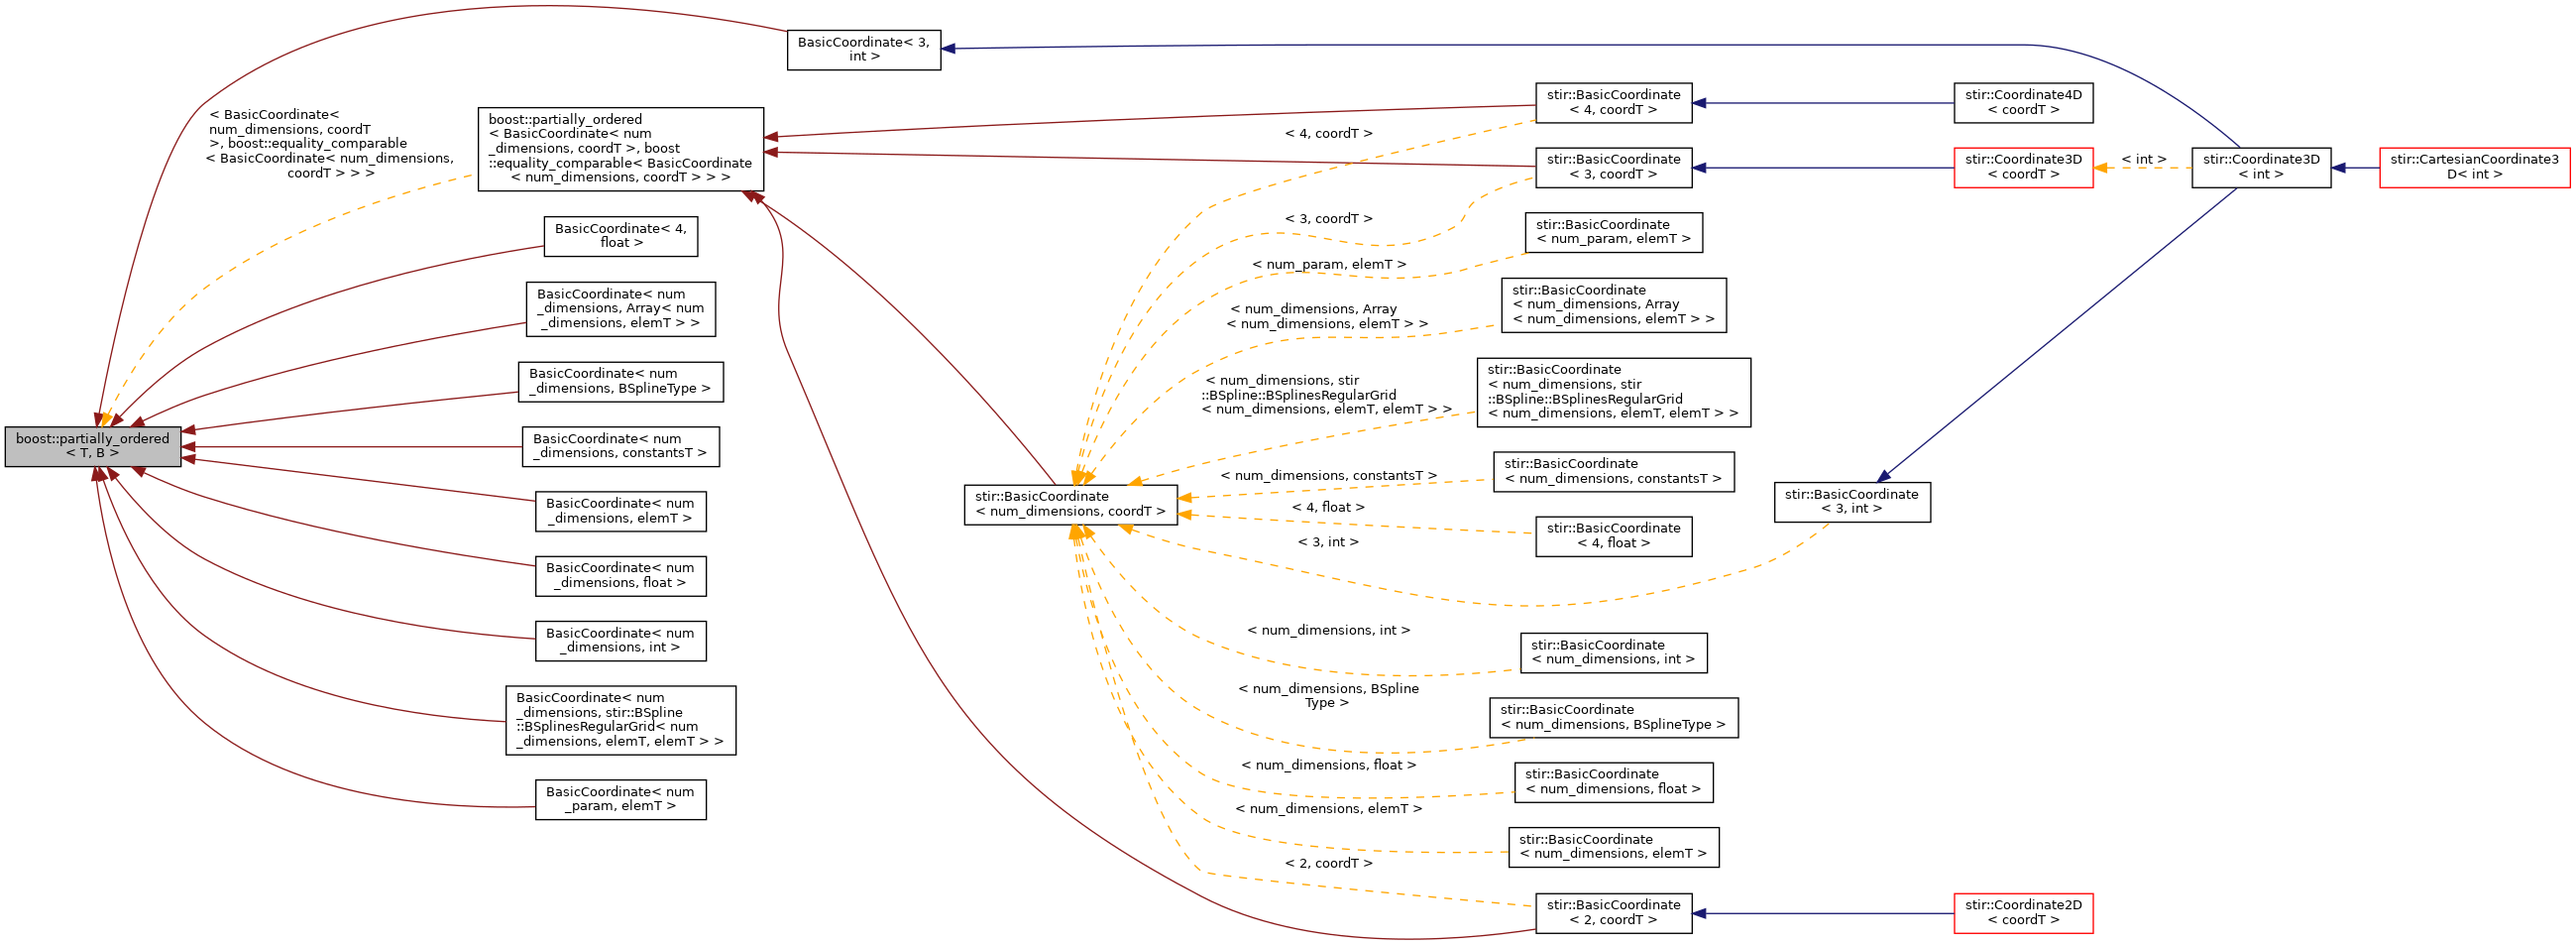 boost::partially_ordered
< T, B >
< BasicCoordinate<
num_dimensions, coordT
>, boost::equality_comparable
< BasicCoordinate< num_dimensions,
coordT > > >
BasicCoordinate< 3,
int >
boost::partially_ordered
< BasicCoordinate< num
_dimensions, coordT >, boost
::equality_comparable< BasicCoordinate
< num_dimensions, coordT > > >
BasicCoordinate< 4,
float >
BasicCoordinate< num
_dimensions, Array< num
_dimensions, elemT > >
BasicCoordinate< num
_dimensions, BSplineType >
BasicCoordinate< num
_dimensions, constantsT >
BasicCoordinate< num
_dimensions, elemT >
BasicCoordinate< num
_dimensions, float >
BasicCoordinate< num
_dimensions, int >
BasicCoordinate< num
_dimensions, stir::BSpline
::BSplinesRegularGrid< num
_dimensions, elemT, elemT > >
BasicCoordinate< num
_param, elemT >
stir::BasicCoordinate
< num_dimensions, coordT >
< 4, coordT >
< 3, coordT >
< num_param, elemT >
< num_dimensions, Array
< num_dimensions, elemT > >
< num_dimensions, stir
::BSpline::BSplinesRegularGrid
< num_dimensions, elemT, elemT > >
< num_dimensions, constantsT >
< 4, float >
< 3, int >
< num_dimensions, int >
< num_dimensions, BSpline
Type >
< num_dimensions, float >
< num_dimensions, elemT >
< 2, coordT >
stir::BasicCoordinate
< 4, coordT >
stir::BasicCoordinate
< 3, coordT >
stir::BasicCoordinate
< num_param, elemT >
stir::BasicCoordinate
< num_dimensions, Array
< num_dimensions, elemT > >
stir::BasicCoordinate
< num_dimensions, stir
::BSpline::BSplinesRegularGrid
< num_dimensions, elemT, elemT > >
stir::BasicCoordinate
< num_dimensions, constantsT >
stir::BasicCoordinate
< 4, float >
stir::BasicCoordinate
< 3, int >
stir::BasicCoordinate
< num_dimensions, int >
stir::BasicCoordinate
< num_dimensions, BSplineType >
stir::BasicCoordinate
< num_dimensions, float >
stir::BasicCoordinate
< num_dimensions, elemT >
stir::BasicCoordinate
< 2, coordT >
stir::Coordinate4D
< coordT >
stir::Coordinate3D
< coordT >
< int >
stir::Coordinate3D
< int >
stir::CartesianCoordinate3
D< int >
stir::Coordinate2D
< coordT >